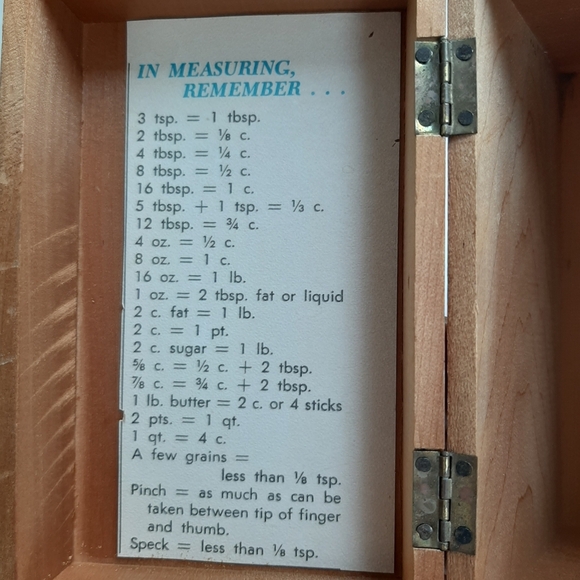 IN MEASURING,
REMEMBER . . .
3 tsp. = 1 tbsp.
2 tbsp. = ⅛ c.
4 tbsp. = ¼ c.
8 tbsp. = ½ c.
16 tbsp. = 1 c.
5 tbsp. + 1 tsp. = ⅓ c.
12 tbsp. = ¾ c.
4 oz. = ½ c.
8 oz. = 1 c.
16 oz. = 1 lb.
1 oz. = 2 tbsp. fat or liquid
2 c. fat = 1 lb.
2 c. = 1 pt.
2 c. sugar = 1 lb.
⅝ c. = ½ c. + 2 tbsp.
⅞ c. = ¾ c. + 2 tbsp.
1 lb. butter = 2 c. or 4 sticks
2 pts. = 1 qt.
1 qt. = 4 c.
A few grains =
less than ⅛ tsp.
Pinch = as much as can be
taken between tip of finger
and thumb.
Speck = less than ⅛ tsp.